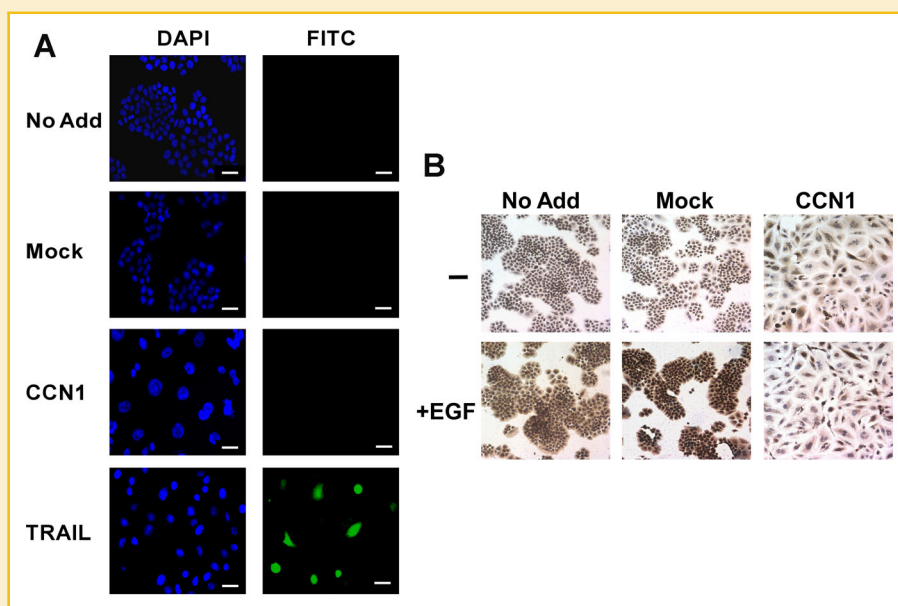 A
DAPI FITC
No Add
Mock
CCN1
TRAIL
B
No Add Mock CCN1
–
+EGF